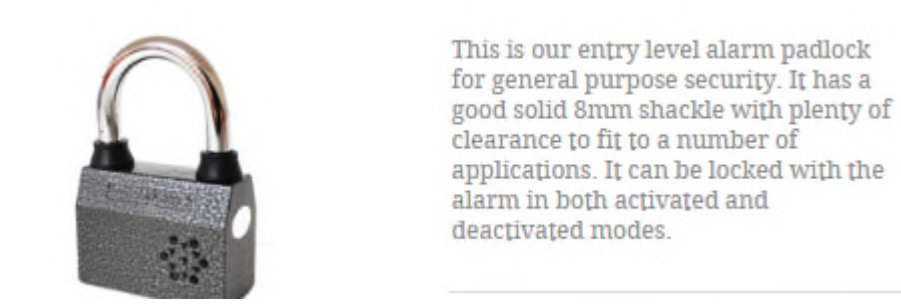 This is our entry level alarm padlock
for general purpose security. It has a
good solid 8mm shackle with plenty of
clearance to fit to a number of
applications. It can be locked with the
alarm in both activated and
deactivated modes.